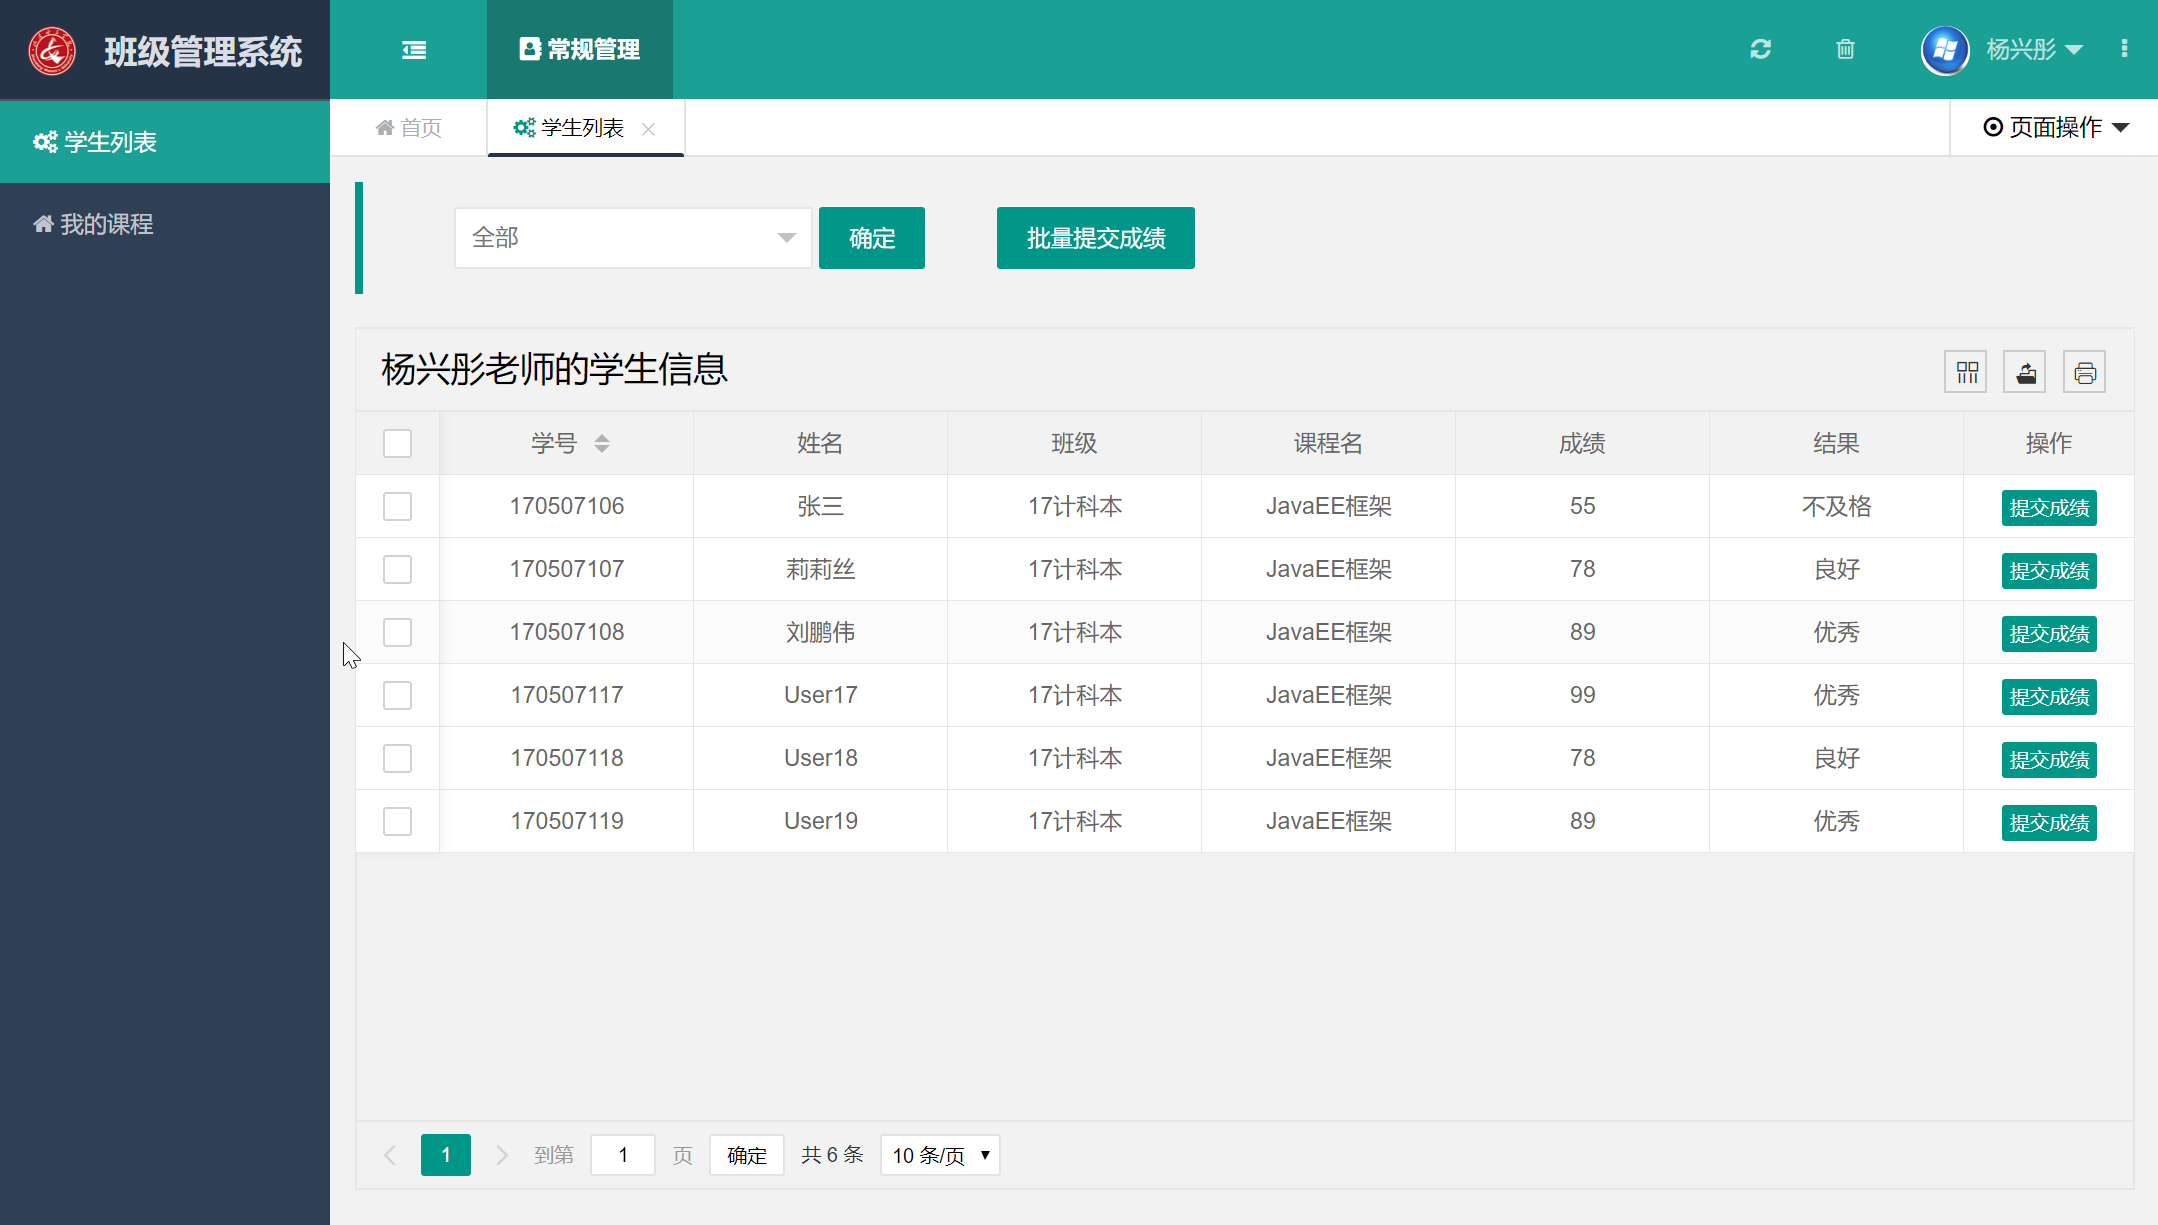 班级管理系统
常规管理
杨兴彤
学生列表
我的课程
首页
学生列表
页面操作
全部
确定
批量提交成绩
杨兴彤老师的学生信息
学号 姓名 班级 课程名 成绩 结果 操作
170507106 张三 17计科本 JavaEE框架 55 不及格 提交成绩
170507107 莉莉丝 17计科本 JavaEE框架 78 良好 提交成绩
170507108 刘鹏伟 17计科本 JavaEE框架 89 优秀 提交成绩
170507117 User17 17计科本 JavaEE框架 99 优秀 提交成绩
170507118 User18 17计科本 JavaEE框架 78 良好 提交成绩
170507119 User19 17计科本 JavaEE框架 89 优秀 提交成绩
1 到第 1 页 确定 共 6 条 10 条/页